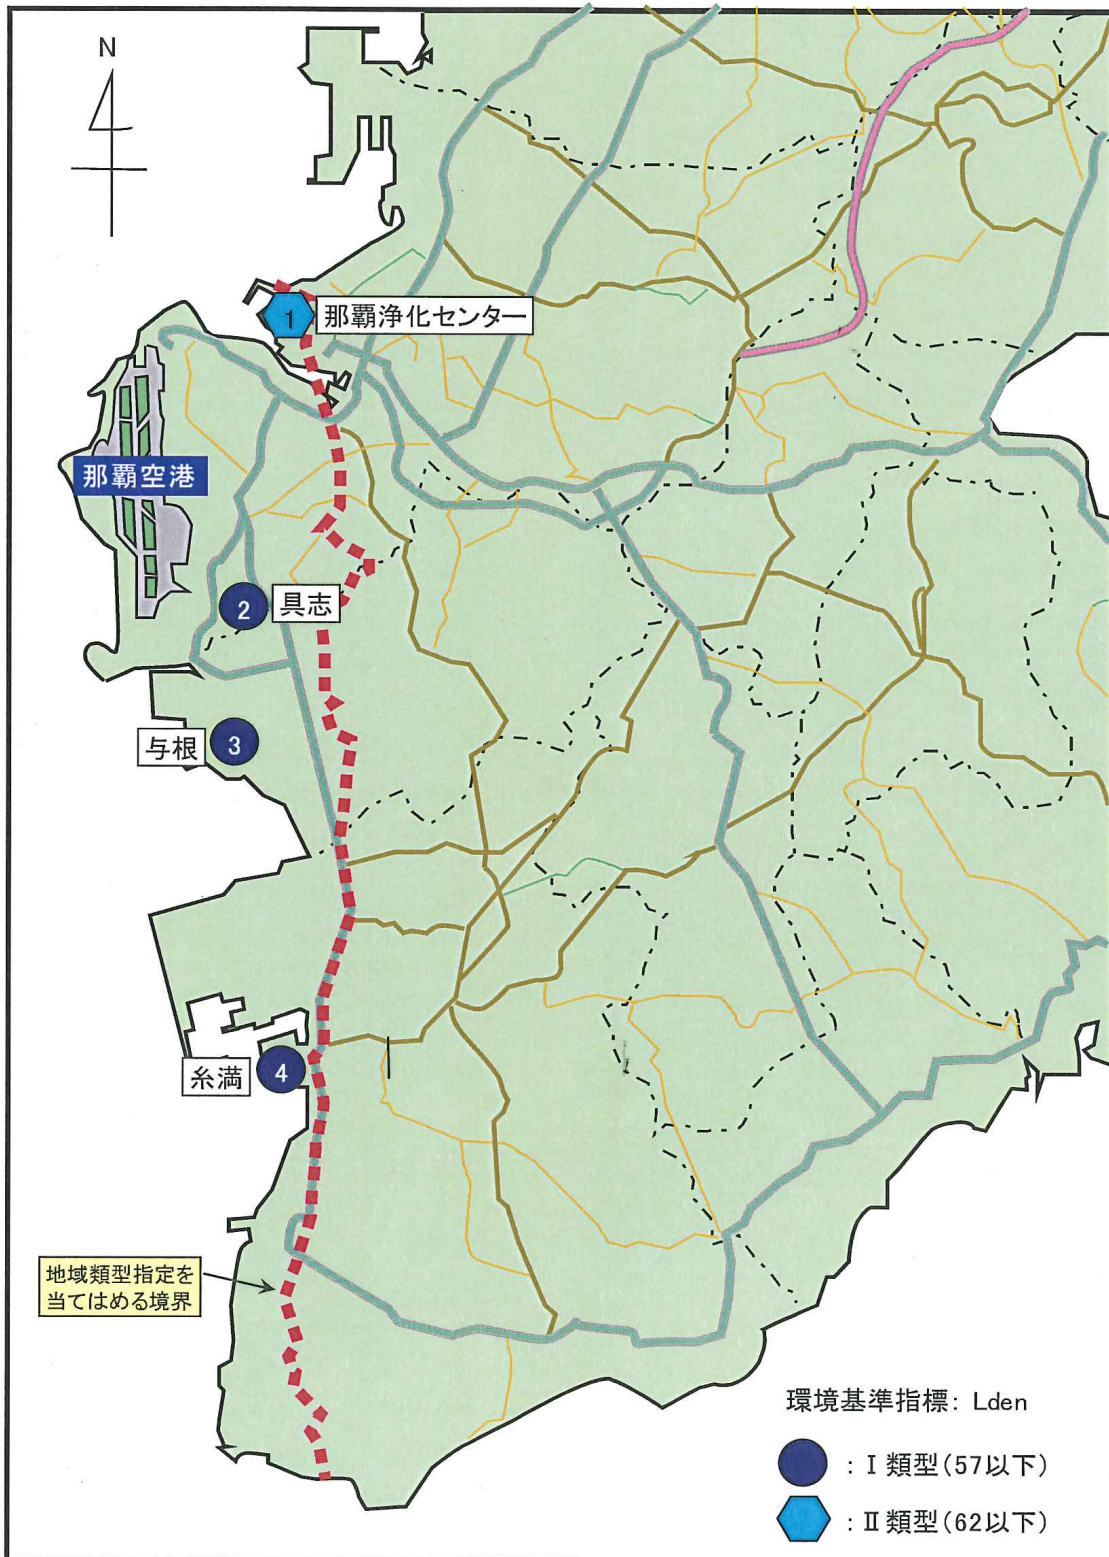 N
1
那覇浄化センター
那覇空港
2
具志
与根
3
糸満
4
地域類型指定を
当てはめる境界
環境基準指標: Lden
: Ⅰ類型(57以下)
: Ⅱ類型(62以下)